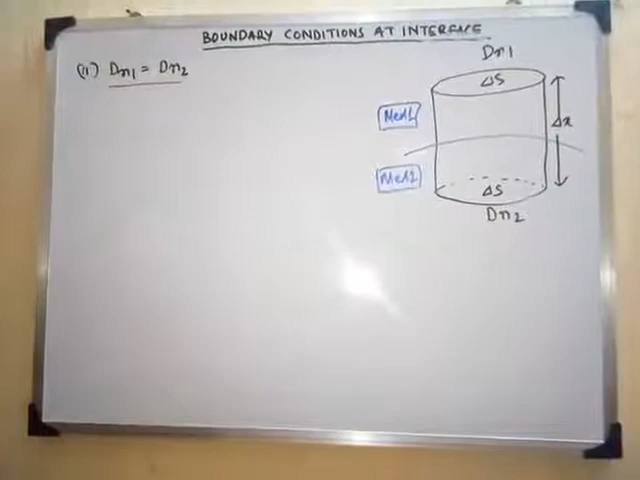 BOUNDARY CONDITIONS AT INTERFACE
(II) Dn1 = Dn2
Dn1
ΔS
Med1
Δx
Med2
ΔS
Dn2